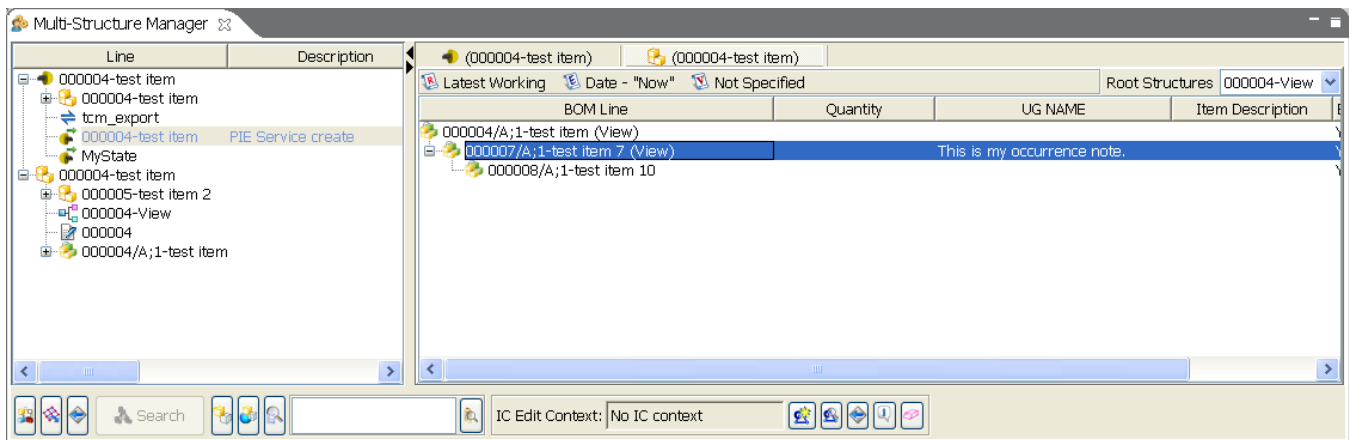 Multi-Structure Manager
Line Description
000004-test item
000004-test item
tcm_export
000004-test item PIE Service create
MyState
000004-test item
000005-test item 2
000004-View
000004
000004/A;1-test item
(000004-test item) (000004-test item)
Latest Working Date - "Now" Not Specified Root Structures 000004-View
BOM Line Quantity UG NAME Item Description
000004/A;1-test item (View)
000007/A;1-test item 7 (View) This is my occurrence note.
000008/A;1-test item 10
Search IC Edit Context: No IC context